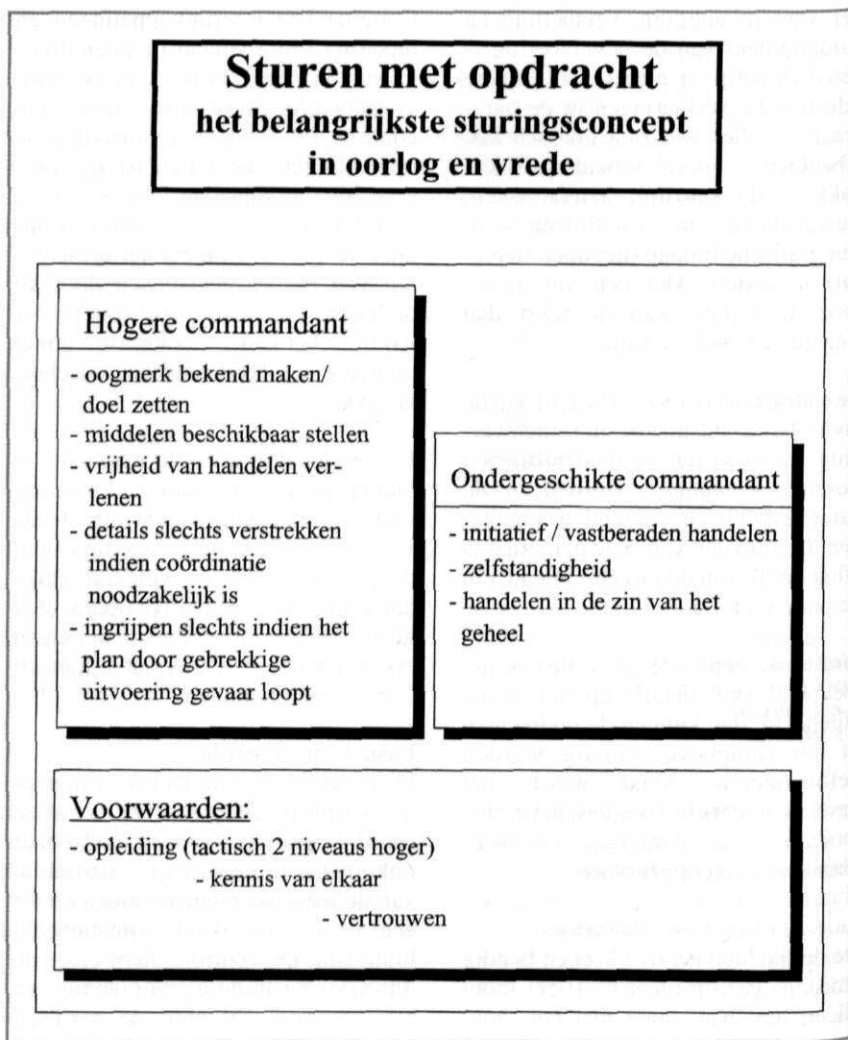 Sturen met opdracht
het belangrijkste sturingsconcept
in oorlog en vrede
Hogere commandant
- oogmerk bekend maken/
doel zetten
- middelen beschikbaar stellen
- vrijheid van handelen ver-
lenen
- details slechts verstrekken
indien coördinatie
noodzakelijk is
- ingrijpen slechts indien het
plan door gebrekkige
uitvoering gevaar loopt
Ondergeschikte commandant
- initiatief / vastberaden handelen
- zelfstandigheid
- handelen in de zin van het
geheel
Voorwaarden:
- opleiding (tactisch 2 niveaus hoger)
- kennis van elkaar
- vertrouwen